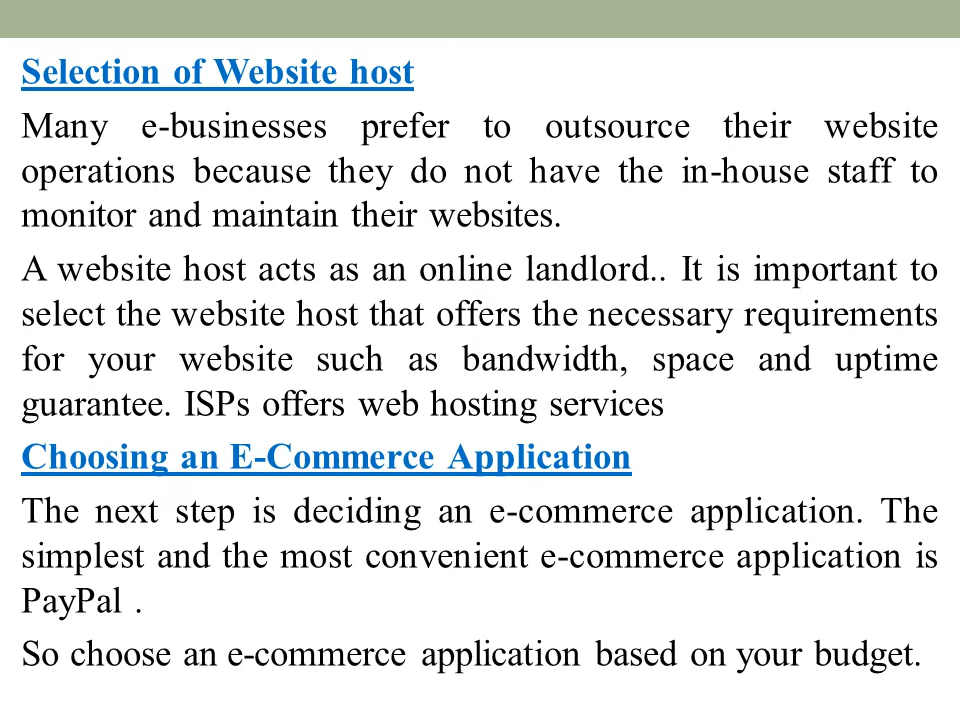 Selection of Website host
Many e-businesses prefer to outsource their website
operations because they do not have the in-house staff to
monitor and maintain their websites.
A website host acts as an online landlord.. It is important to
select the website host that offers the necessary requirements
for your website such as bandwidth, space and uptime
guarantee. ISPs offers web hosting services
Choosing an E-Commerce Application
The next step is deciding an e-commerce application. The
simplest and the most convenient e-commerce application is
PayPal .
So choose an e-commerce application based on your budget.